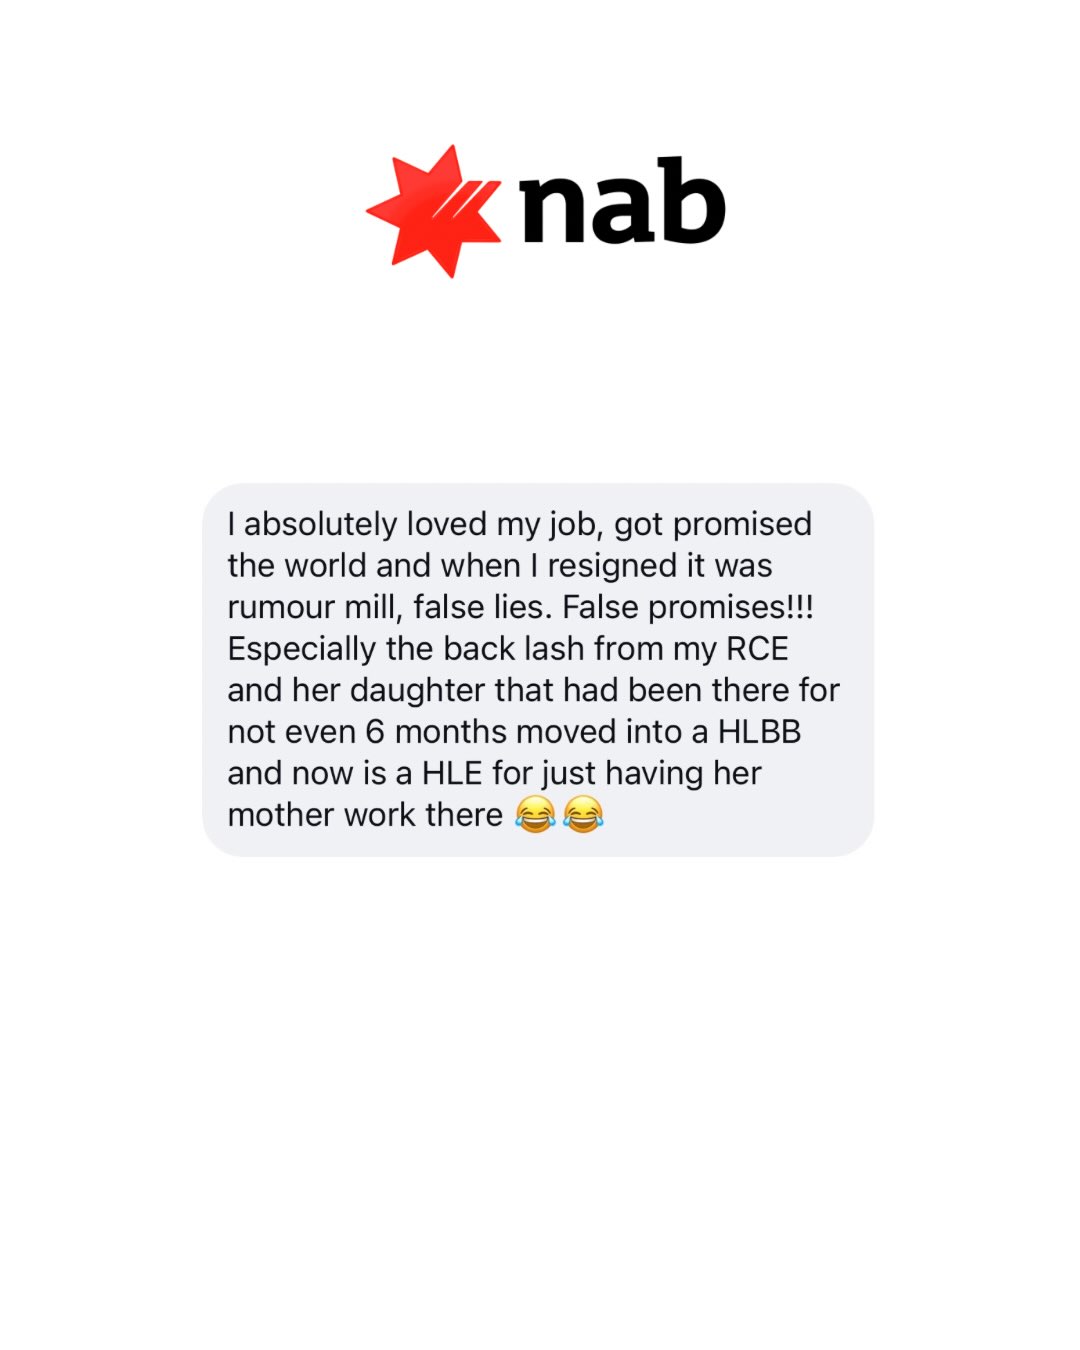 nab
I absolutely loved my job, got promised
the world and when I resigned it was
rumour mill, false lies. False promises!!!
Especially the back lash from my RCE
and her daughter that had been there for
not even 6 months moved into a HLBB
and now is a HLE for just having her
mother work there 😂😂